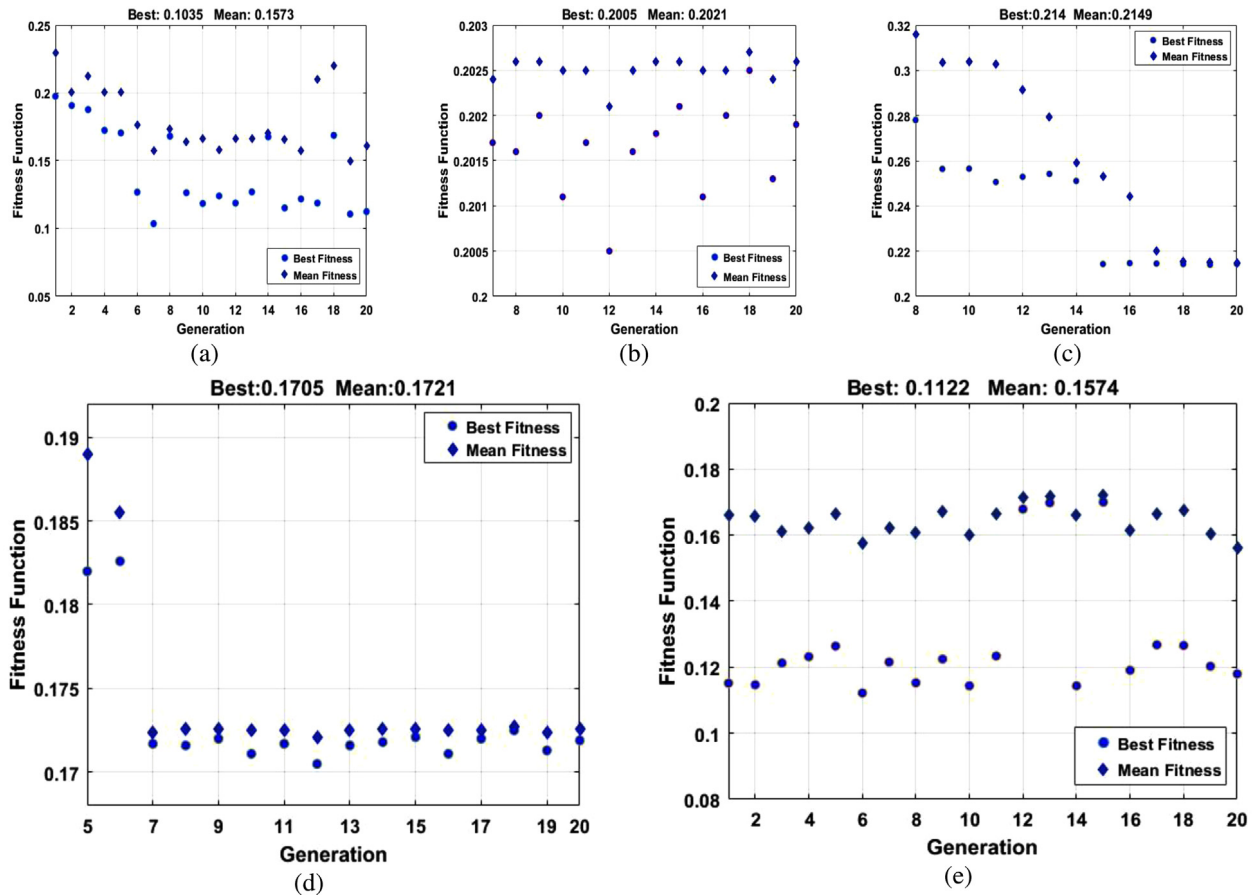 Best: 0.1035 Mean: 0.1573
Fitness Function
0.25
0.2
0.15
0.1
0.05
Best Fitness
Mean Fitness
2 4 6 8 10 12 14 16 18 20
Generation
(a)
Best: 0.2005 Mean: 0.2021
Fitness Function
0.203
0.2025
0.202
0.2015
0.201
0.2005
0.2
Best Fitness
Mean Fitness
8 10 12 14 16 18 20
Generation
(b)
Best:0.214 Mean:0.2149
Fitness Function
0.32
0.3
0.28
0.26
0.24
0.22
0.2
Best Fitness
Mean Fitness
8 10 12 14 16 18 20
Generation
(c)
Best:0.1705 Mean:0.1721
Fitness Function
0.19
0.185
0.18
0.175
0.17
Best Fitness
Mean Fitness
5 7 9 11 13 15 17 19 20
Generation
(d)
Best: 0.1122 Mean: 0.1574
Fitness Function
0.2
0.18
0.16
0.14
0.12
0.1
0.08
Best Fitness
Mean Fitness
2 4 6 8 10 12 14 16 18 20
Generation
(e)